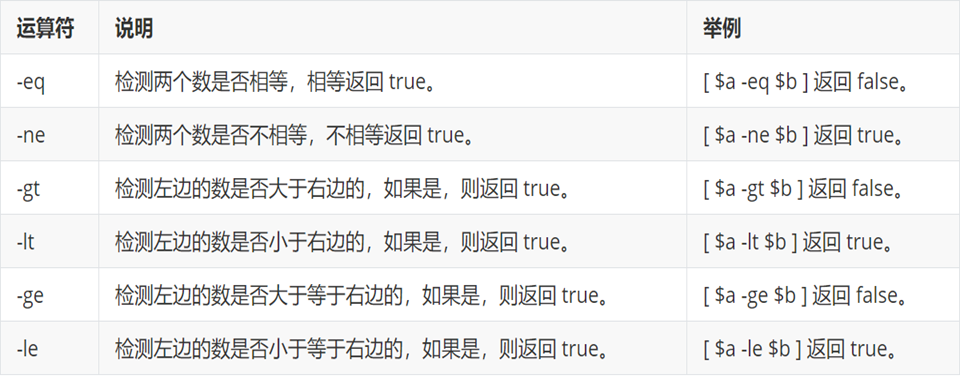 运算符 说明 举例
-eq 检测两个数是否相等，相等返回 true。 [ $a -eq $b ] 返回 false。
-ne 检测两个数是否不相等，不相等返回 true。 [ $a -ne $b ] 返回 true。
-gt 检测左边的数是否大于右边的，如果是，则返回 true。 [ $a -gt $b ] 返回 false。
-lt 检测左边的数是否小于右边的，如果是，则返回 true。 [ $a -lt $b ] 返回 true。
-ge 检测左边的数是否大于等于右边的，如果是，则返回 true。 [ $a -ge $b ] 返回 false。
-le 检测左边的数是否小于等于右边的，如果是，则返回 true。 [ $a -le $b ] 返回 true。